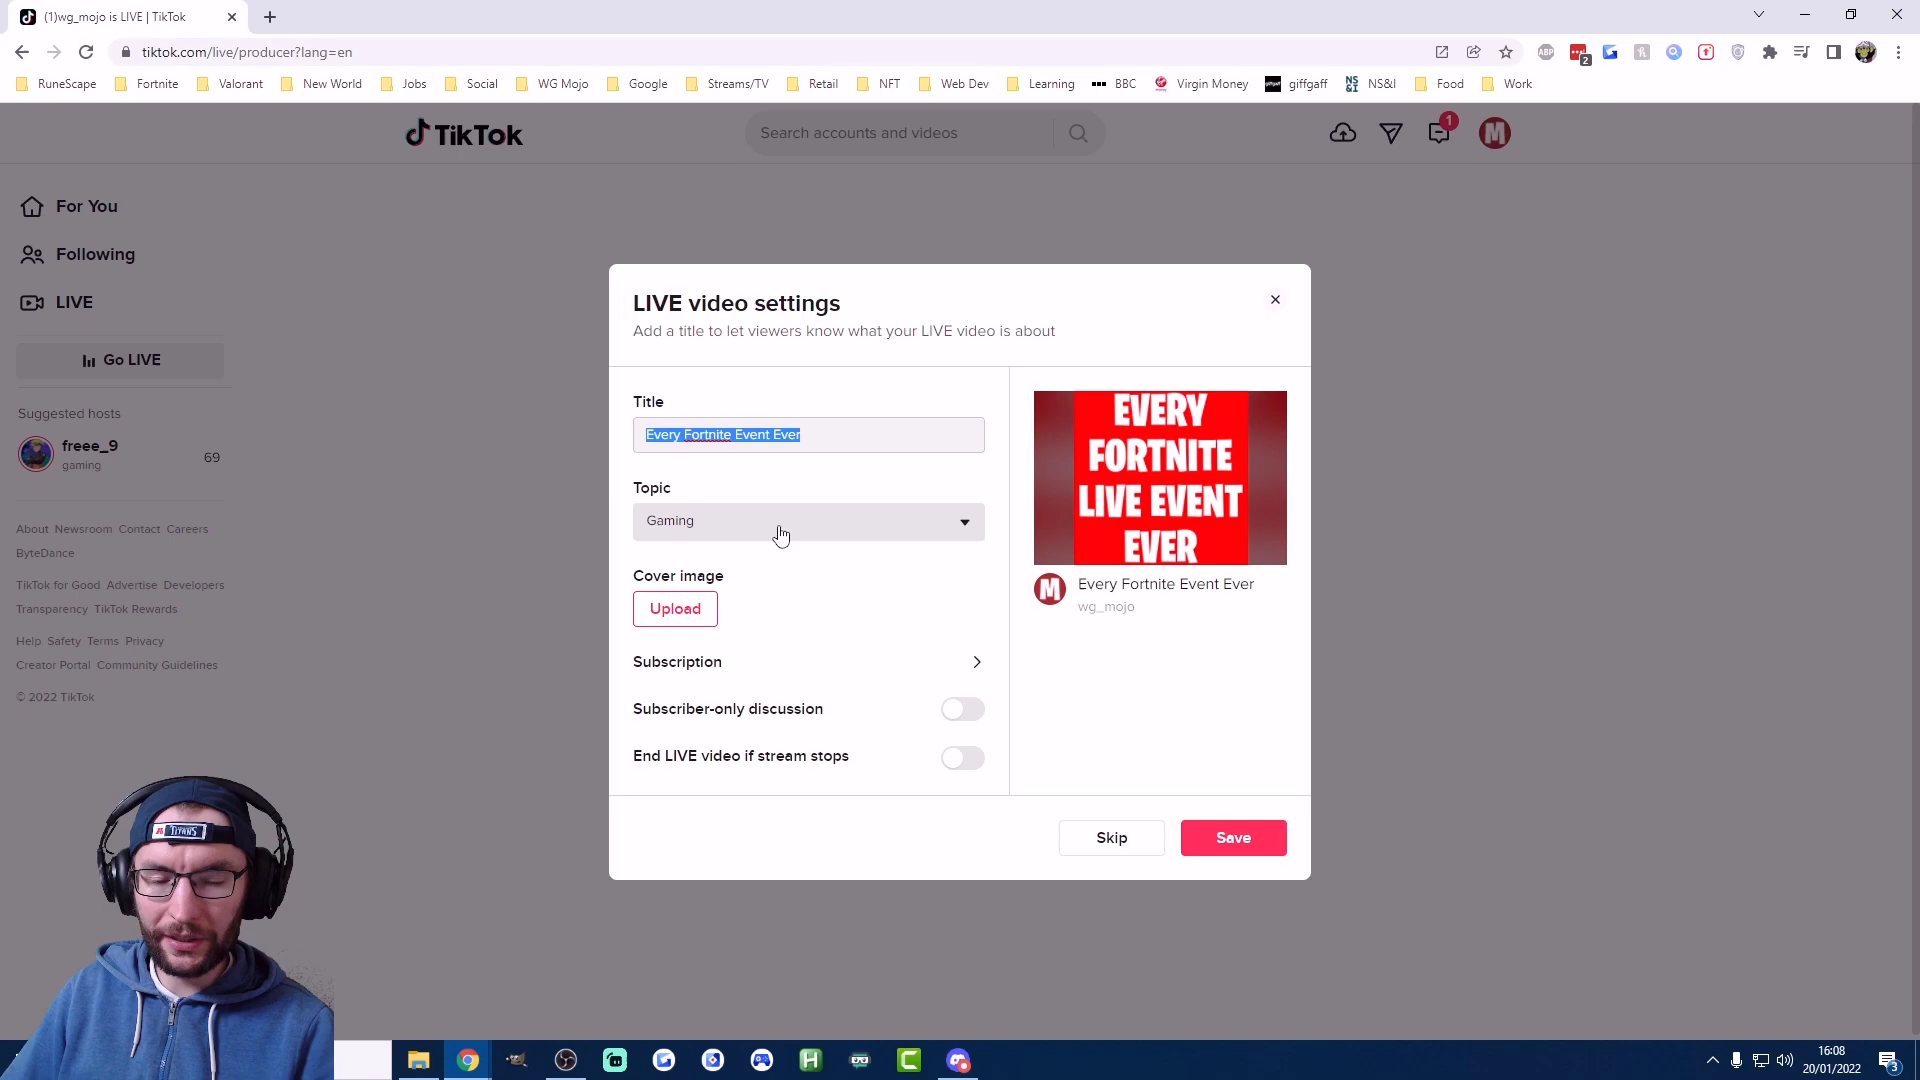 (1)wg_mojo is LIVE | TikTok
tiktok.com/live/producer?lang=en
ABP
2
RuneScape Fortnite Valorant New World Jobs Social WG Mojo Google Streams/TV Retail NFT Web Dev Learning BBC Virgin Money giffgaff NS&I Food Work
TikTok
Search accounts and videos
1
M
For You
Following
LIVE
Go LIVE
Suggested hosts
freee_9
gaming
69
About Newsroom Contact Careers
ByteDance
TikTok for Good Advertise Developers
Transparency TikTok Rewards
Help Safety Terms Privacy
Creator Portal Community Guidelines
© 2022 TikTok
LIVE video settings
Add a title to let viewers know what your LIVE video is about
Title
Every Fortnite Event Ever
Topic
Gaming
Cover image
Upload
Subscription
Subscriber-only discussion
End LIVE video if stream stops
EVERY
FORTNITE
LIVE EVENT
EVER
M
Every Fortnite Event Ever
wg_mojo
Skip
Save
TITANS
16:08
20/01/2022
3